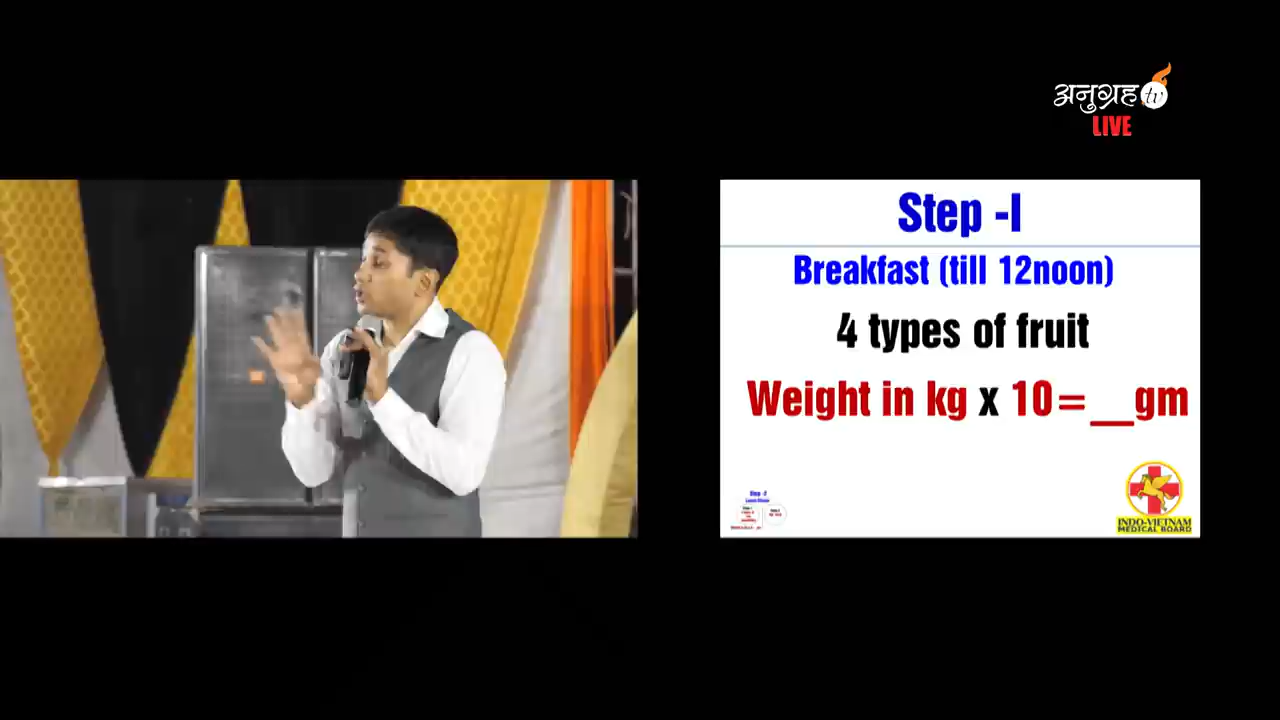 अनुग्रह tv
LIVE
Step -I
Breakfast (till 12noon)
4 types of fruit
Weight in kg x 10=__gm
INDO-VIETNAM
MEDICAL BOARD